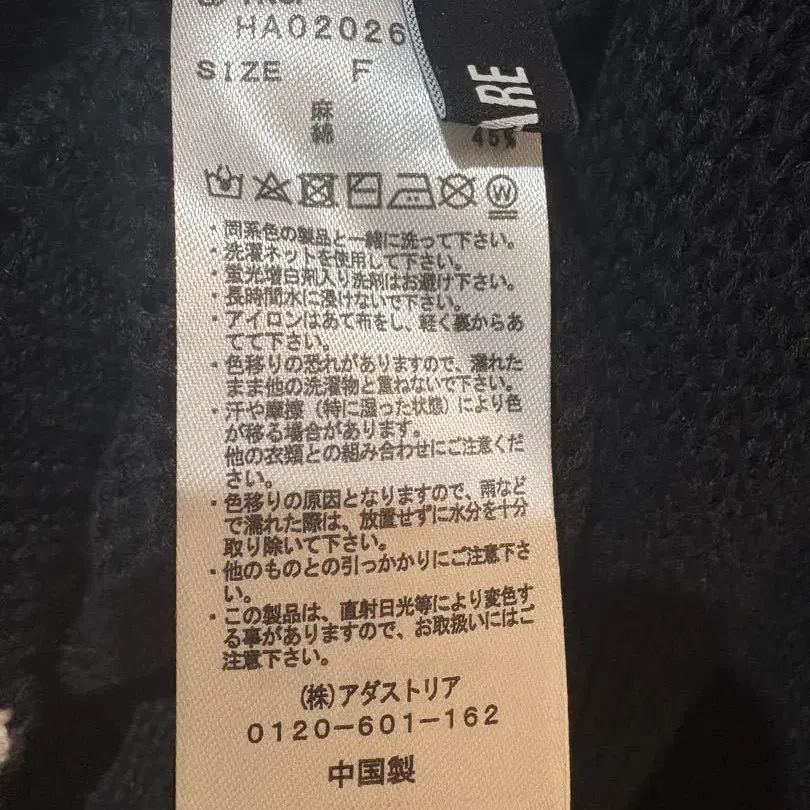 HA02026
SIZE F
麻
綿 46%
ARE
W
・同系色の製品と一緒に洗って下さい。
・洗濯ネットを使用して下さい。
・蛍光増白剤入り洗剤はお避け下さい。
・長時間水に浸けないで下さい。
・アイロンはあて布をし、軽く裏からあ
てて下さい。
・色移りの恐れがありますので、濡れた
まま他の洗濯物と重ねないで下さい。
・汗や摩擦（特に湿った状態）により色
が移る場合があります。
他の衣類との組み合わせにご注意くだ
さい。
・色移りの原因となりますので、雨など
で濡れた際は、放置せずに水分を十分
取り除いて下さい。
・他のものとの引っかかりにご注意下さ
い。
・この製品は、直射日光等により変色す
る事がありますので、お取扱いにはご
注意下さい。
(株)アダストリア
0120-601-162
中国製